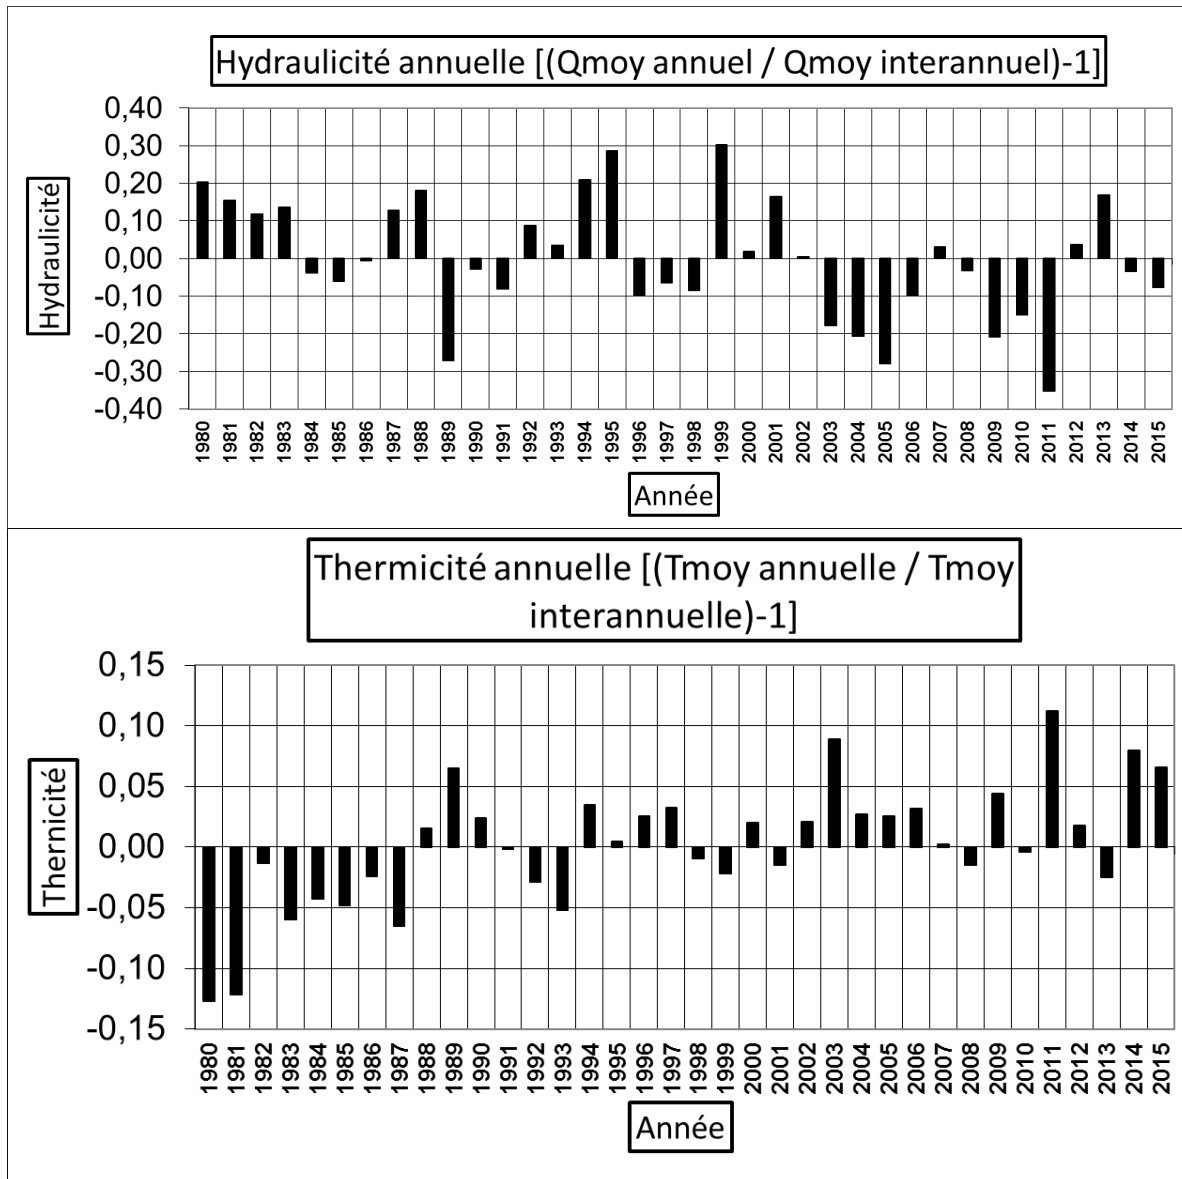 Hydraulicité annuelle [(Qmoy annuel / Qmoy interannuel)-1]
0,40
0,30
0,20
0,10
0,00
-0,10
-0,20
-0,30
-0,40
Hydraulicité
1980 1981 1982 1983 1984 1985 1986 1987 1988 1989 1990 1991 1992 1993 1994 1995 1996 1997 1998 1999 2000 2001 2002 2003 2004 2005 2006 2007 2008 2009 2010 2011 2012 2013 2014 2015
Année
Thermicité annuelle [(Tmoy annuelle / Tmoy
interannuelle)-1]
0,15
0,10
0,05
0,00
-0,05
-0,10
-0,15
Thernicité
1980 1981 1982 1983 1984 1985 1986 1987 1988 1989 1990 1991 1992 1993 1994 1995 1996 1997 1998 1999 2000 2001 2002 2003 2004 2005 2006 2007 2008 2009 2010 2011 2012 2013 2014 2015
Année